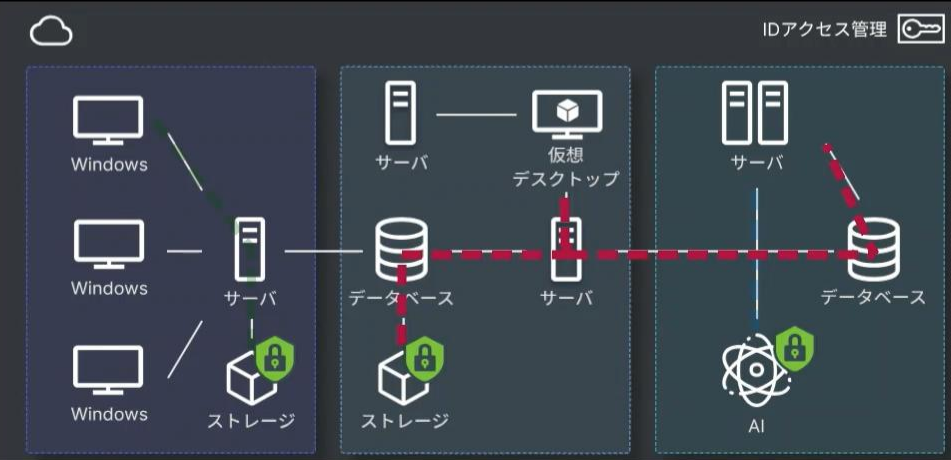 IDアクセス管理
Windows
サーバ
仮想
デスクトップ
サーバ
Windows
サーバ
データベース
サーバ
データベース
Windows
ストレージ
ストレージ
AI